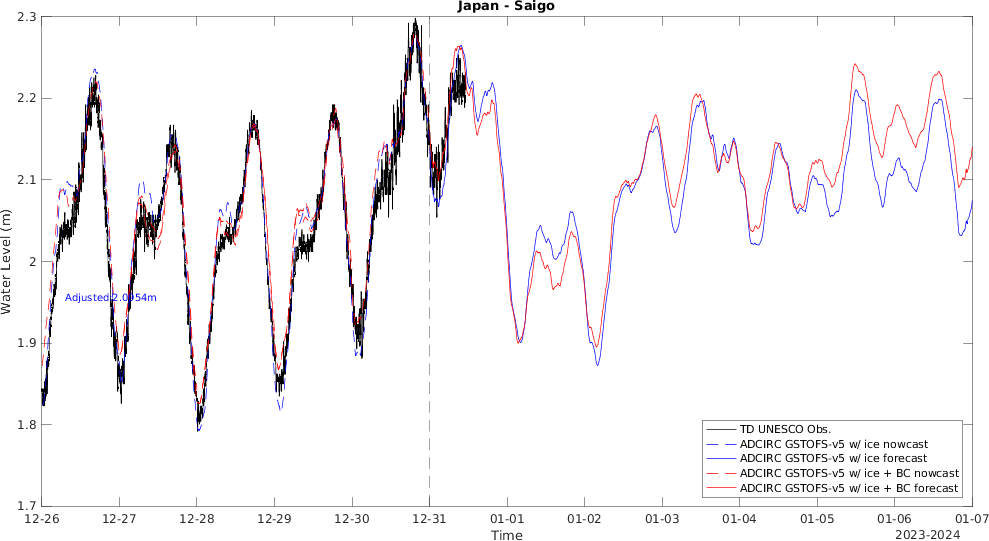 Japan - Saigo
2.3
2.2
2.1
2
1.9
1.8
1.7
Water Level (m)
Adjusted 2.0954m
TD UNESCO Obs.
ADCIRC GSTOFS-v5 w/ ice nowcast
ADCIRC GSTOFS-v5 w/ ice forecast
ADCIRC GSTOFS-v5 w/ ice + BC nowcast
ADCIRC GSTOFS-v5 w/ ice + BC forecast
12-26 12-27 12-28 12-29 12-30 12-31 01-01 01-02 01-03 01-04 01-05 01-06 01-07
Time
2023-2024